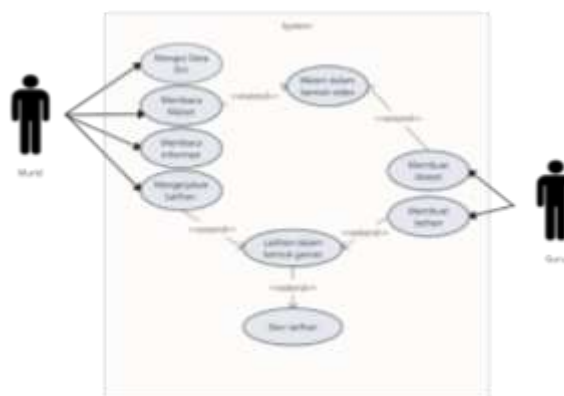 System
Mengisi Data
Diri
Membaca
Materi
Membaca
informasi
Mengerjakan
Latihan
Materi dalam
bentuk video
Membuat
Materi
Membuat
latihan
Latihan dalam
bentuk games
Skor latihan
<<extend>>
<<extend>>
<<extend>>
<<extend>>
<<extend>>
Murid
Guru